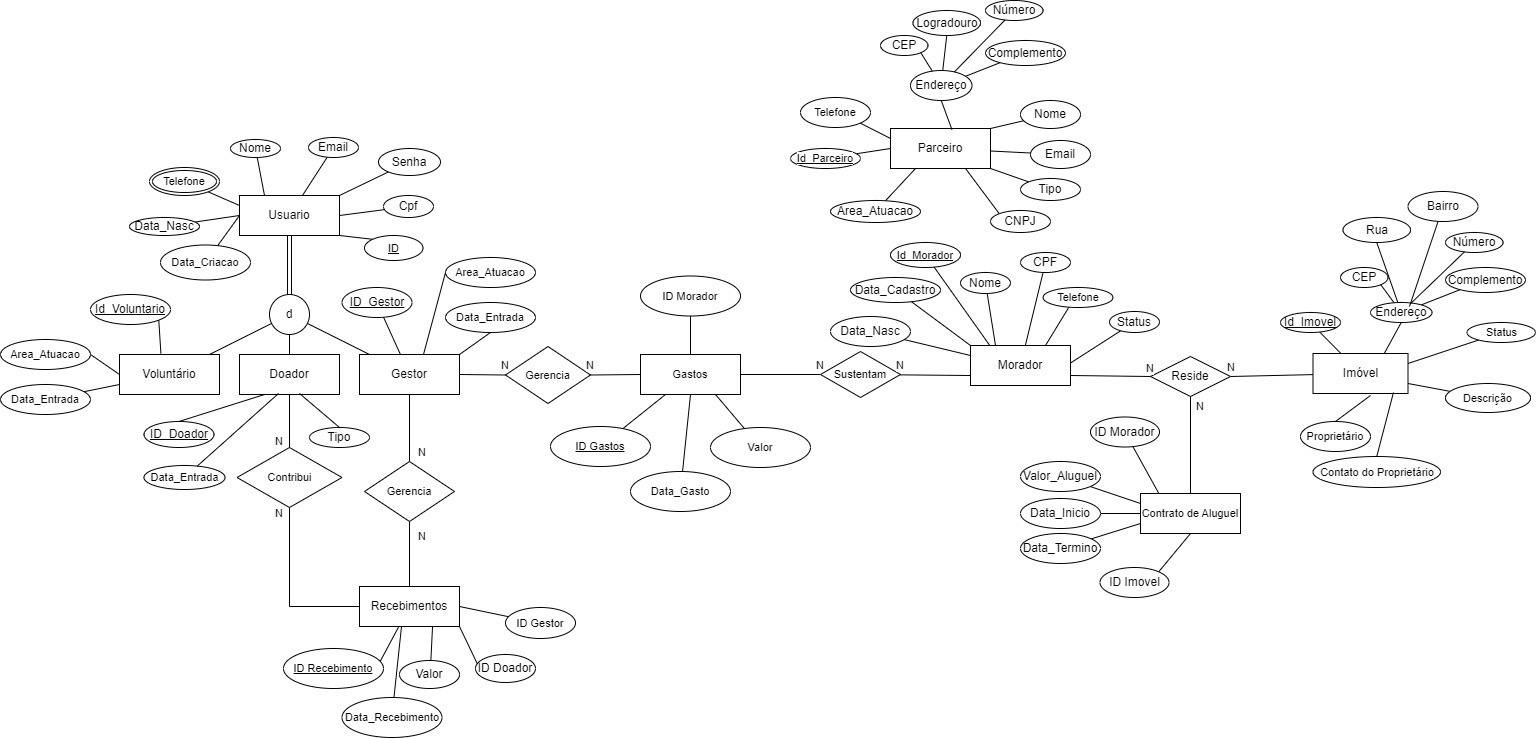 Número
Logradouro
CEP
Complemento
Endereço
Telefone
Nome
Parceiro
Id_Parceiro
Email
Tipo
Area_Atuacao
CNPJ
Nome
Email
Senha
Telefone
Usuario
Cpf
Data_Nasc
ID
Data_Criacao
d
Id_Voluntario
Area_Atuacao
Data_Entrada
Voluntário
Doador
ID_Doador
Tipo
Data_Entrada
Area_Atuacao
ID_Gestor
Data_Entrada
Gestor
N
Gerencia
N
ID Morador
Gastos
ID Gastos
Valor
Data_Gasto
N
Sustentam
N
Id_Morador
CPF
Nome
Data_Cadastro
Telefone
Data_Nasc
Status
Morador
N
Reside
N
N
Bairro
Rua
Número
CEP
Complemento
Endereço
Id_Imovel
Status
Imóvel
Descrição
Proprietário
Contato do Proprietário
ID Morador
Valor_Aluguel
Data_Inicio
Contrato de Aluguel
Data_Termino
ID Imovel
N
Contribui
N
N
Gerencia
N
Recebimentos
ID Gestor
ID Recebimento
Valor
ID Doador
Data_Recebimento